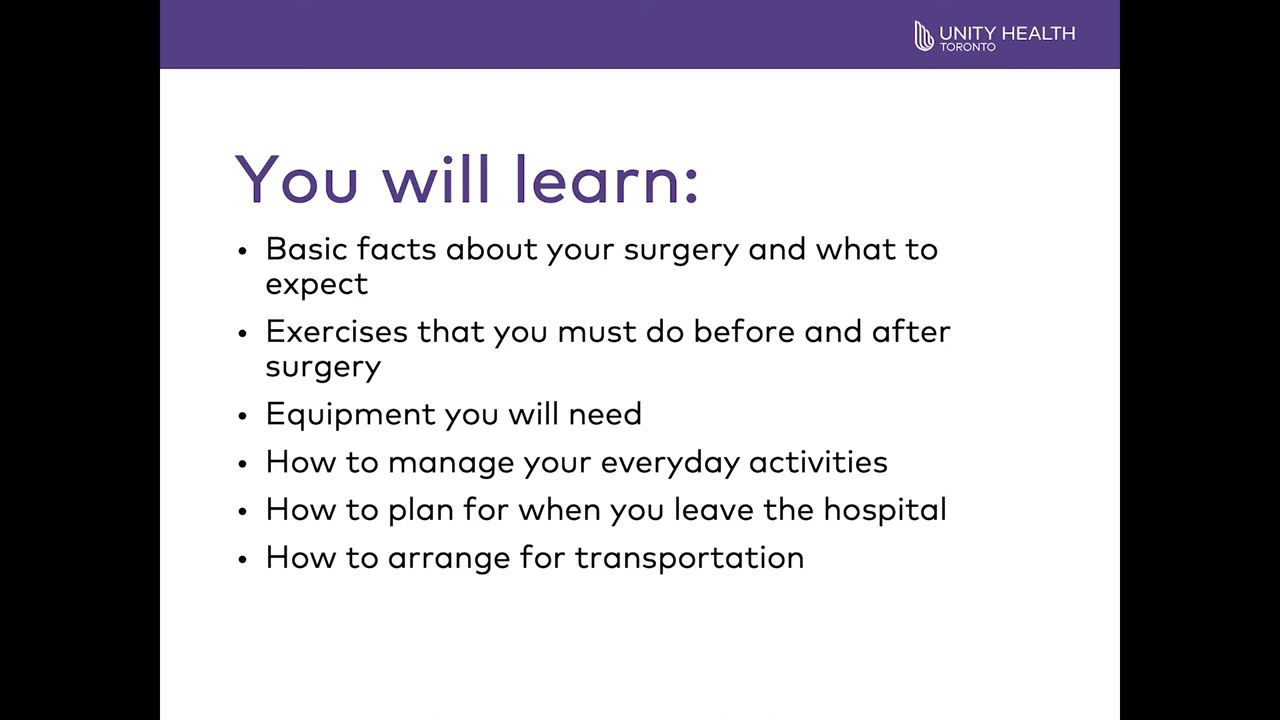 UNITY HEALTH
TORONTO
You will learn:
• Basic facts about your surgery and what to
expect
• Exercises that you must do before and after
surgery
• Equipment you will need
• How to manage your everyday activities
• How to plan for when you leave the hospital
• How to arrange for transportation